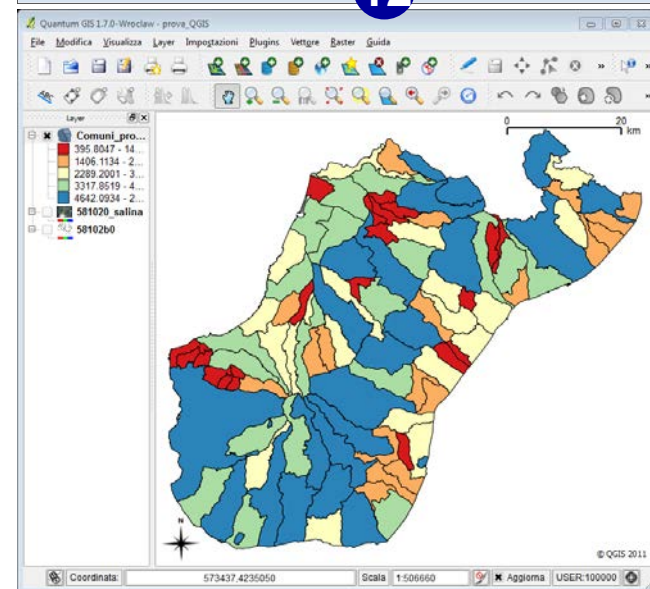 12
Quantum GIS 1.7.0-Wroclaw - prova_QGIS
File Modifica Visualizza Layer Impostazioni Plugins Vettore Raster Guida
Layer
0 20
km
Comuni_pro...
395.8047 - 14...
1406.1134 - 2...
2289.2001 - 3...
3317.8519 - 4...
4642.0934 - 2...
581020_salina
58102b0
N
© QGIS 2011
Coordinata: 573437,4235050 Scala 1:506660 Aggiorna USER:100000